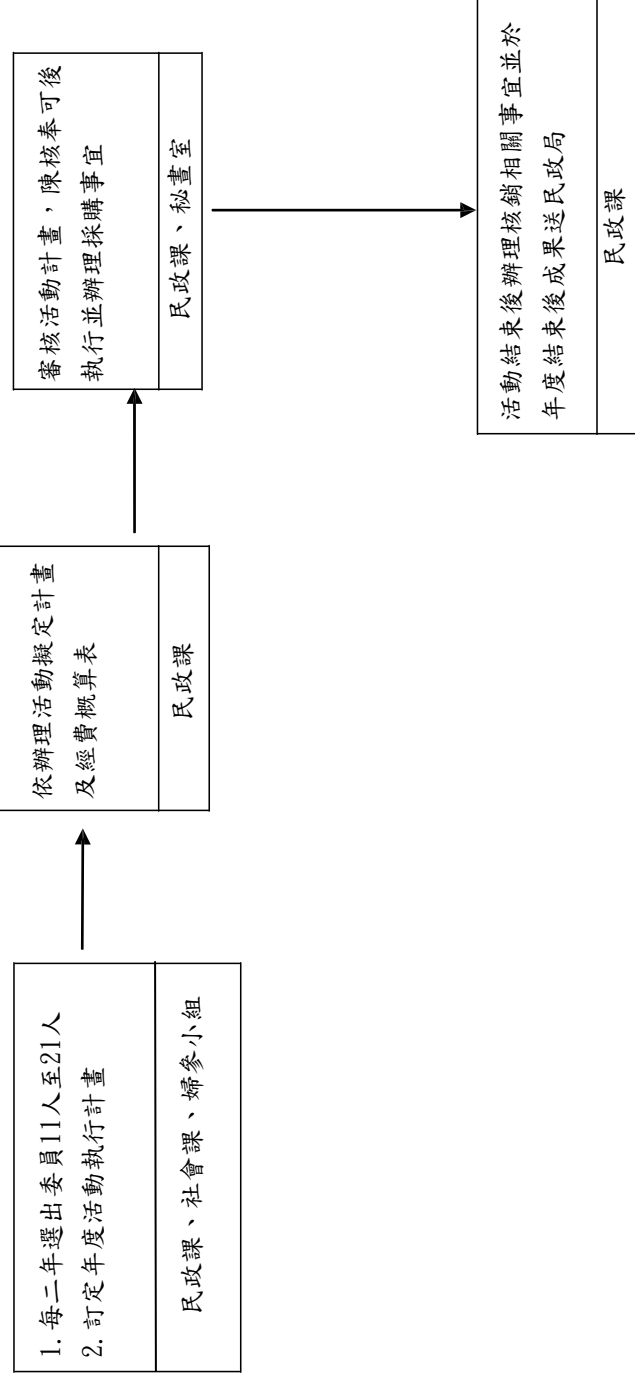 1. 每二年選出委員11人至21人
2. 訂定年度活動執行計畫
民政課、社會課、婦參小組
依辦理活動擬定計畫
及經費概算表
民政課
審核活動計畫，陳核奉可後
執行並辦理採購事宜
民政課、秘書室
活動結束後辦理核銷相關事宜並於
年度結束後成果送民政局
民政課